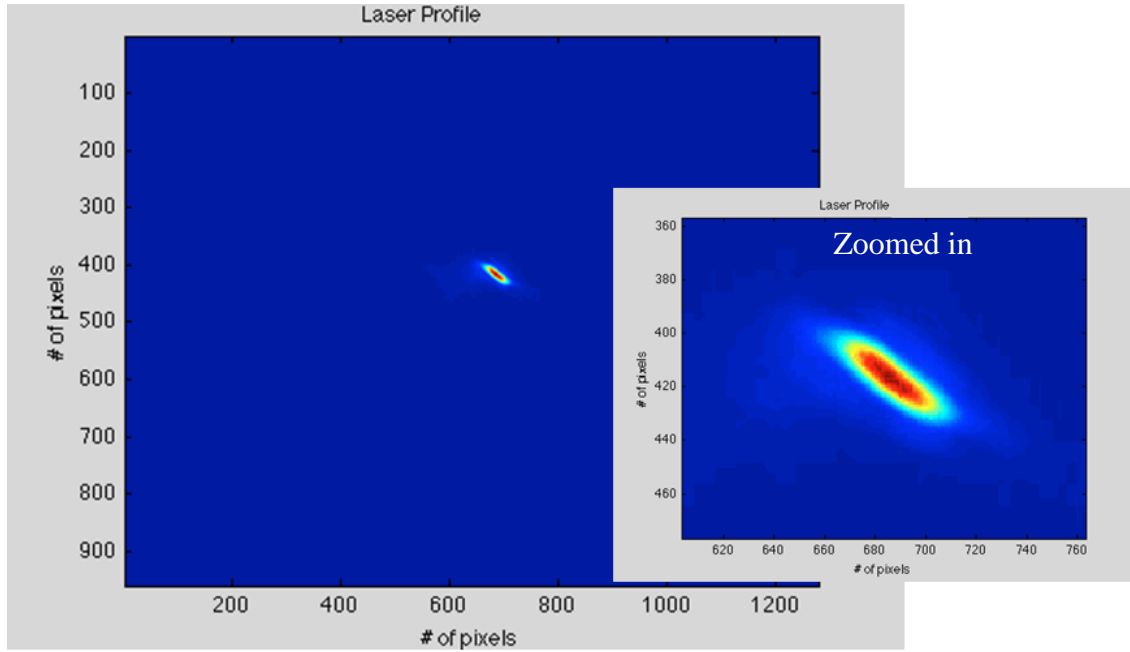 Laser Profile
100
200
300
400
500
600
700
800
900
# of pixels
200 400 600 800 1000 1200
# of pixels
Laser Profile
Zoomed in
360
380
400
420
440
460
# of pixels
620 640 660 680 700 720 740 760
# of pixels